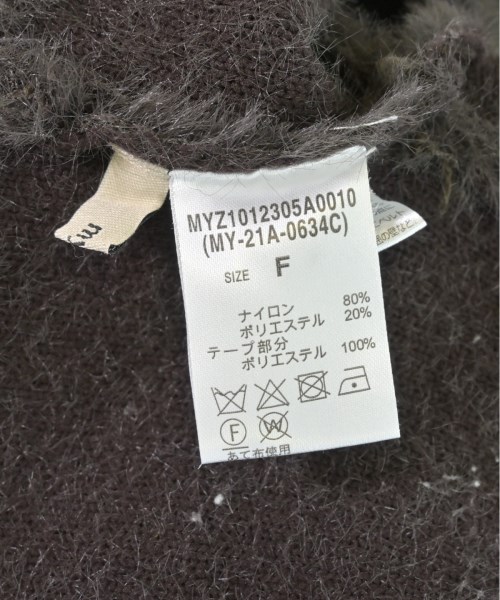 MYZ1012305A0010
(MY-21A-0634C)
SIZE F
ナイロン 80%
ポリエステル 20%
テープ部分
ポリエステル 100%
F W
あて布使用
m